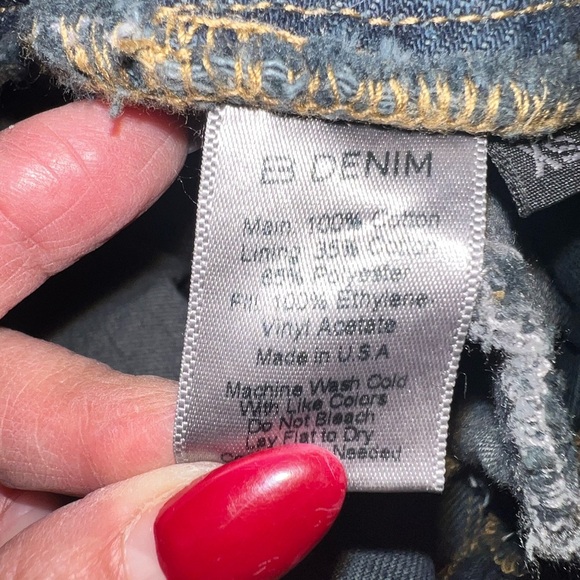 EB DENIM
Main 100% Cotton
Lining 35% Cotton
65% Polyester
Fill 100% Ethylene
Vinyl Acetate
Made in U S A
Machine Wash Cold
With Like Colors
Do Not Bleach
Lay Flat to Dry
Needed